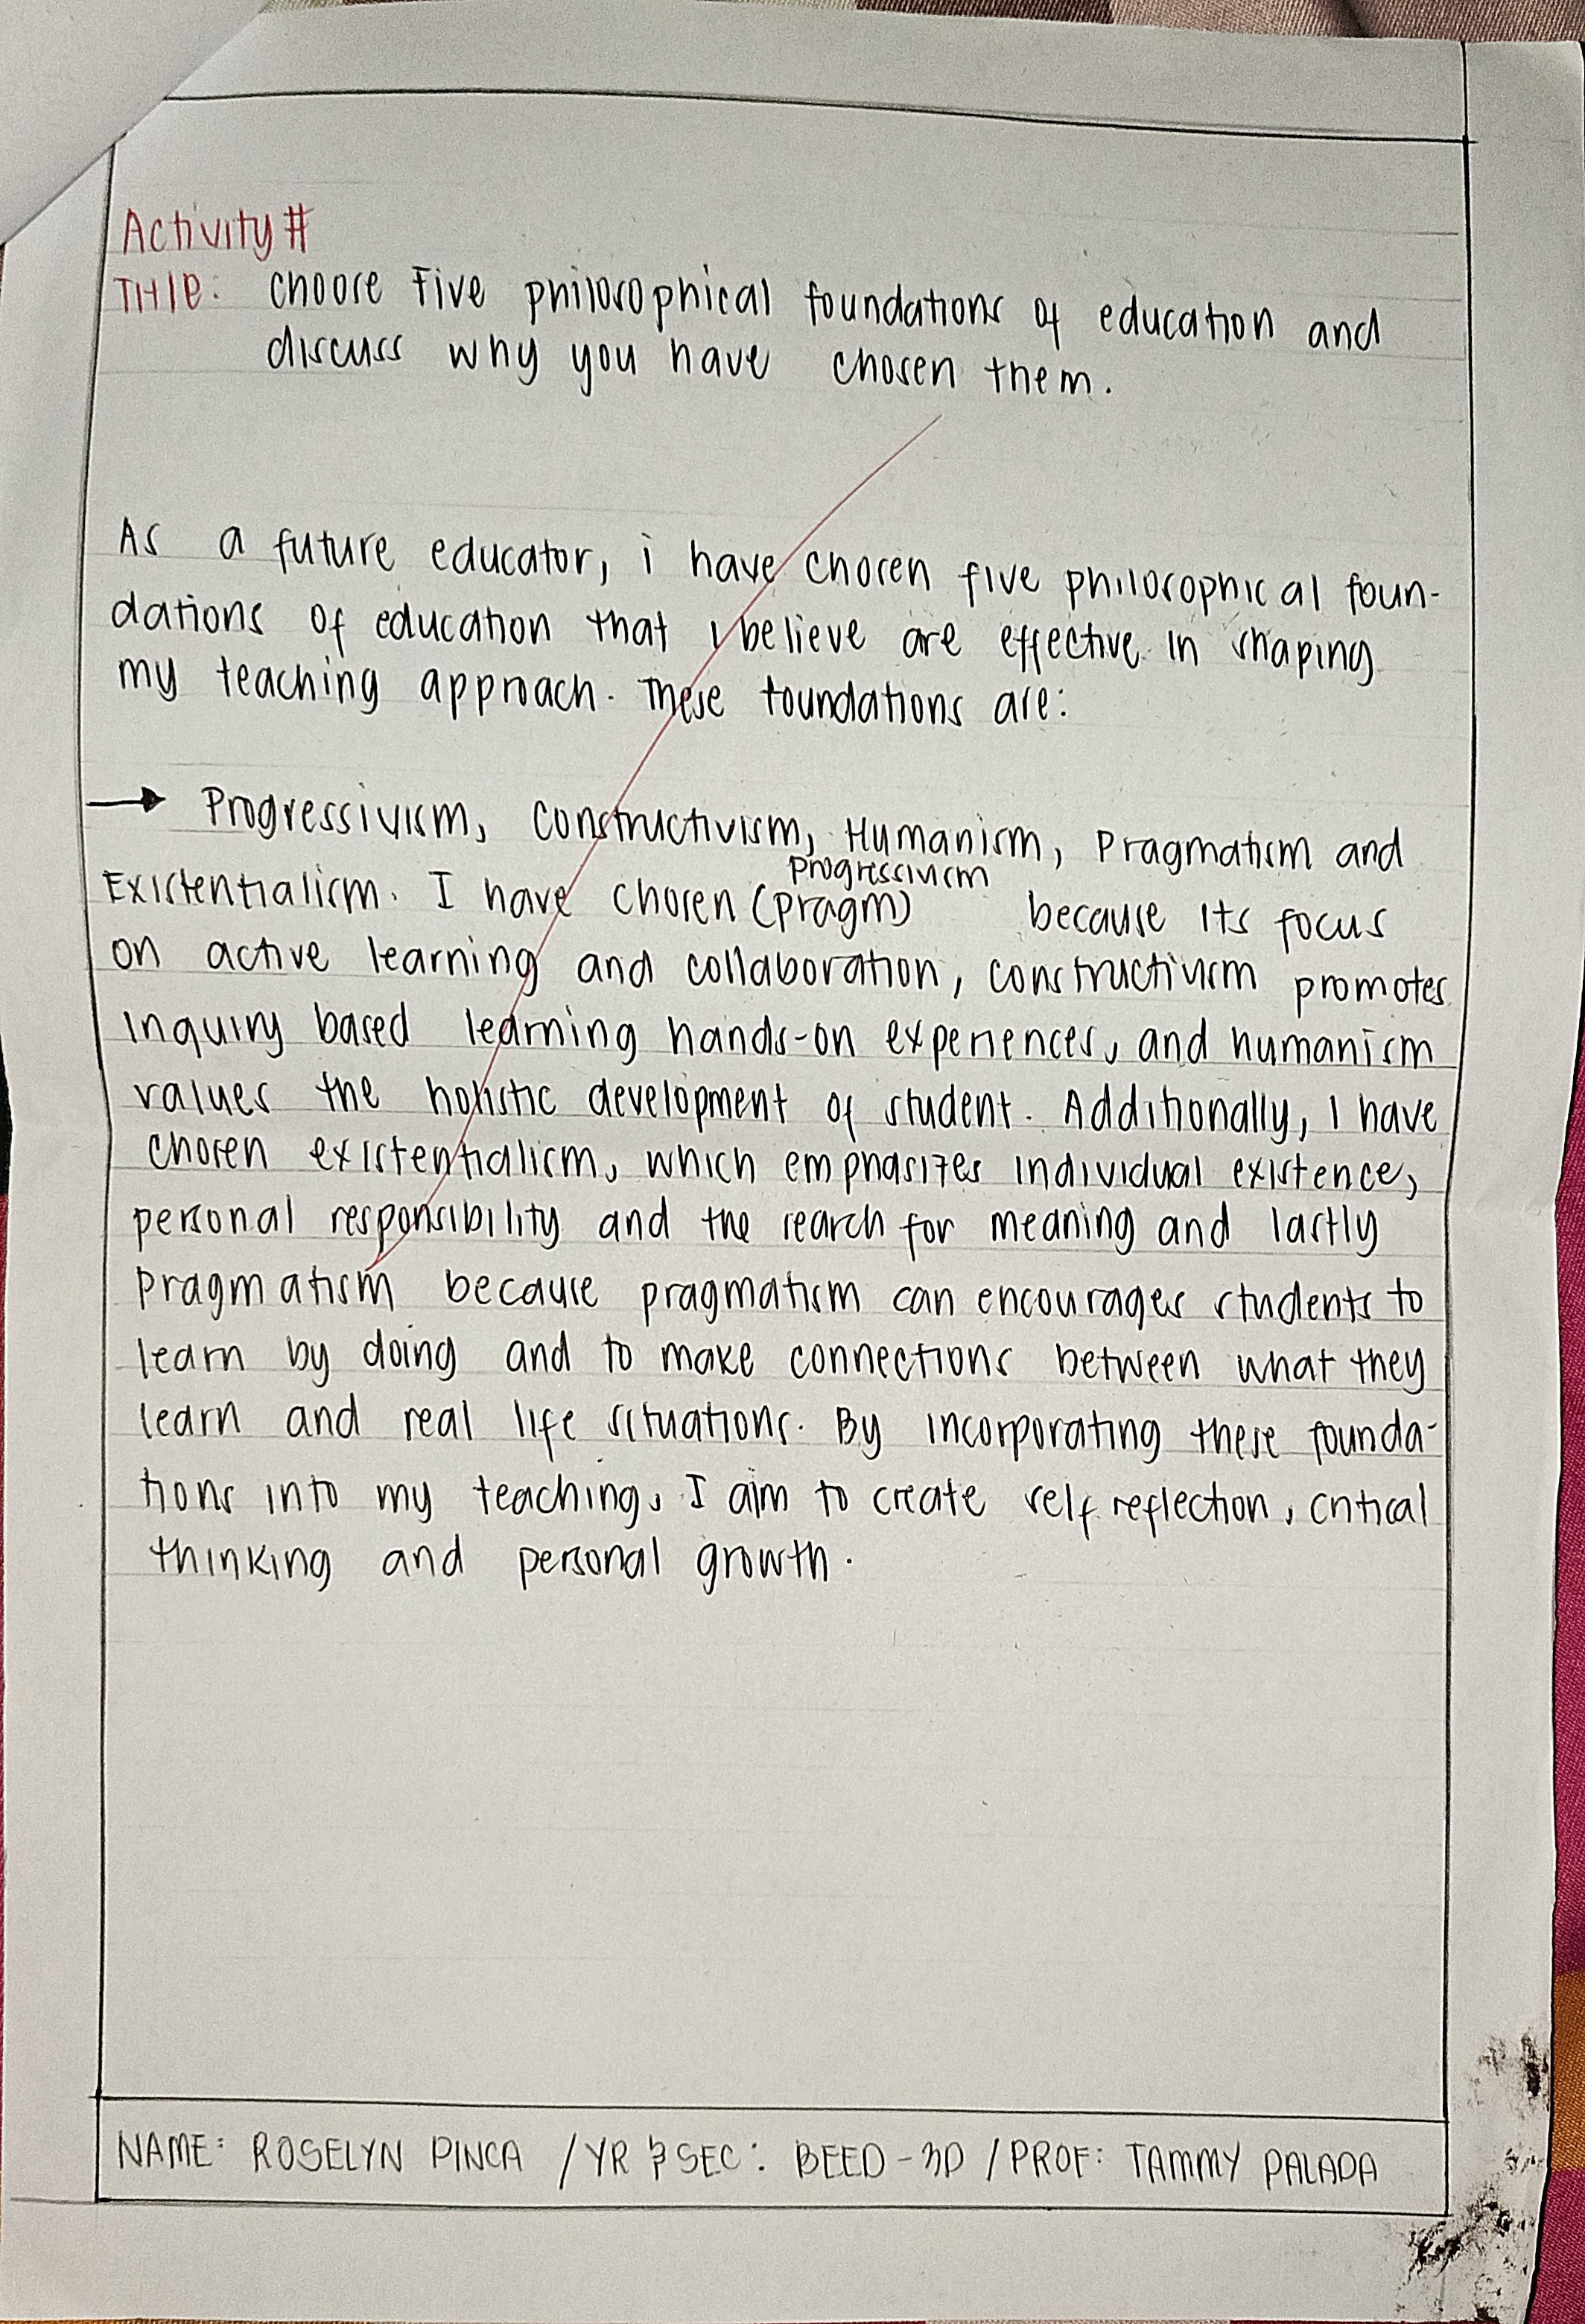 Activity #
Title: choose Five philosophical foundations of education and
discuss why you have chosen them.
As a future educator, i have chosen five philosophical foun-
dations of education that I believe are effective in shaping
my teaching approach. These foundations are:
→ Progressivism, Constructivism, Humanism, Pragmatism and
progressivism
Existentialism. I have chosen (pragm) because its focus
on active learning and collaboration, constructivism promotes
inquiry based learning hands-on experiences, and humanism
values the holistic development of student. Additionally, I have
chosen existentialism, which emphasizes individual existence,
personal responsibility and the search for meaning and lastly
pragmatism because pragmatism can encourages students to
learn by doing and to make connections between what they
learn and real life situations. By incorporating these founda-
tions into my teaching, I aim to create self reflection, critical
thinking and personal growth.
NAME: ROSELYN PINCA / YR & SEC: BEED - 3D / PROF: TAMMY PALADA